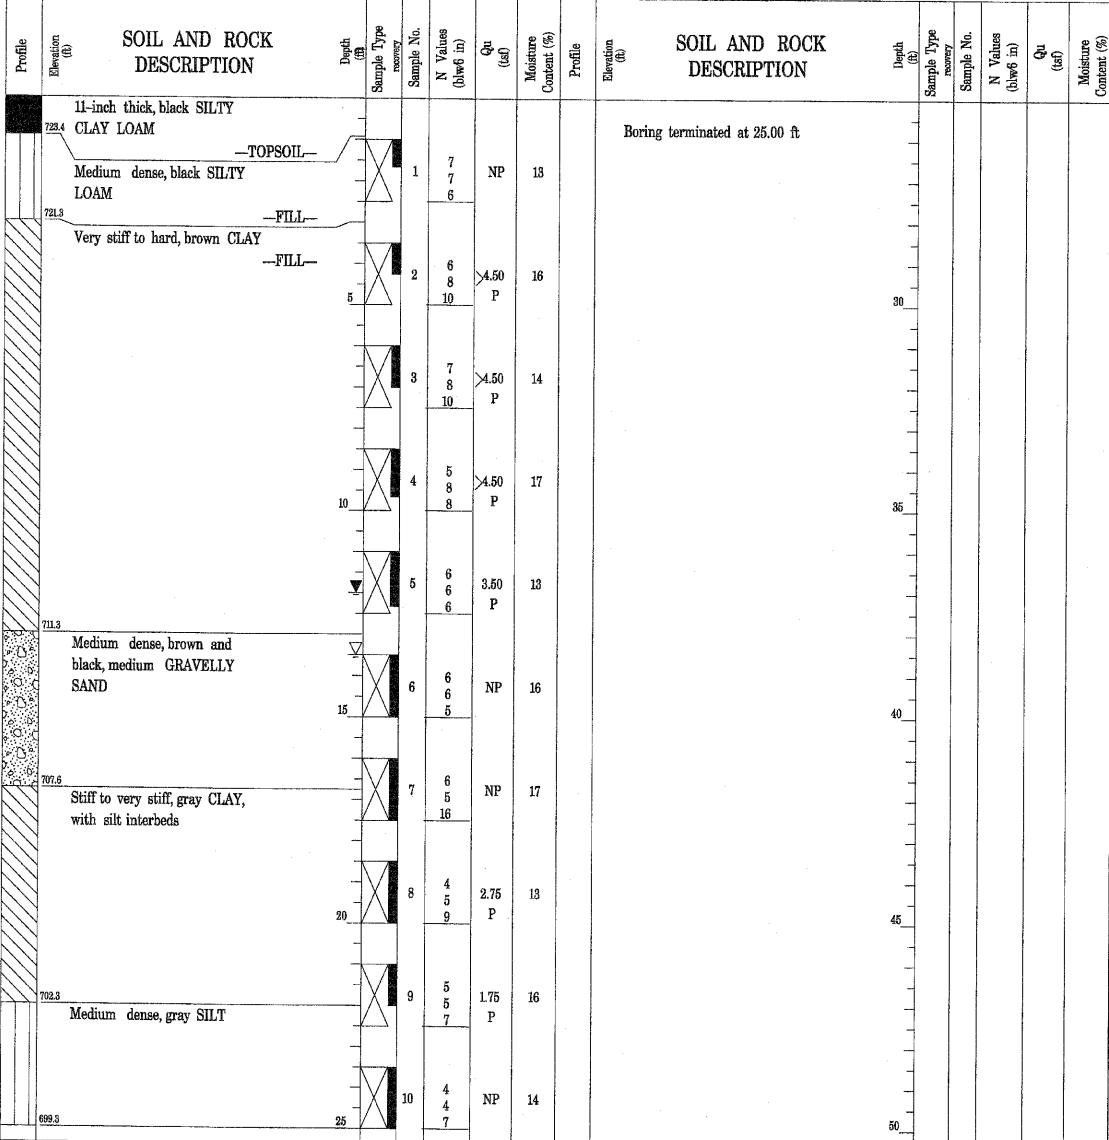 Profile
Elevation (ft)
SOIL AND ROCK
DESCRIPTION
Depth (ft)
Sample Type
recovery
Sample No.
N Values
(blw6 in)
Qu
(tsf)
Moisture
Content (%)
Profile
Elevation (ft)
SOIL AND ROCK
DESCRIPTION
Depth (ft)
Sample Type
recovery
Sample No.
N Values
(blw6 in)
Qu
(tsf)
Moisture
Content (%)
11-inch thick, black SILTY
723.4 CLAY LOAM
—TOPSOIL—
Medium dense, black SILTY
LOAM
1 7 7 6 NP 13
721.3 —FILL—
Very stiff to hard, brown CLAY
—FILL—
2 6 8 10 >4.50 P 16
5
3 7 8 10 >4.50 P 14
4 5 8 8 >4.50 P 17
10
5 6 6 6 3.50 P 13
711.3
Medium dense, brown and
black, medium GRAVELLY
SAND
6 6 6 5 NP 16
15
707.6
7 6 5 16 NP 17
Stiff to very stiff, gray CLAY,
with silt interbeds
8 4 5 9 2.75 P 13
20
9 5 5 7 1.75 P 16
702.3
Medium dense, gray SILT
10 4 4 7 NP 14
699.3 25
Boring terminated at 25.00 ft
30
35
40
45
50